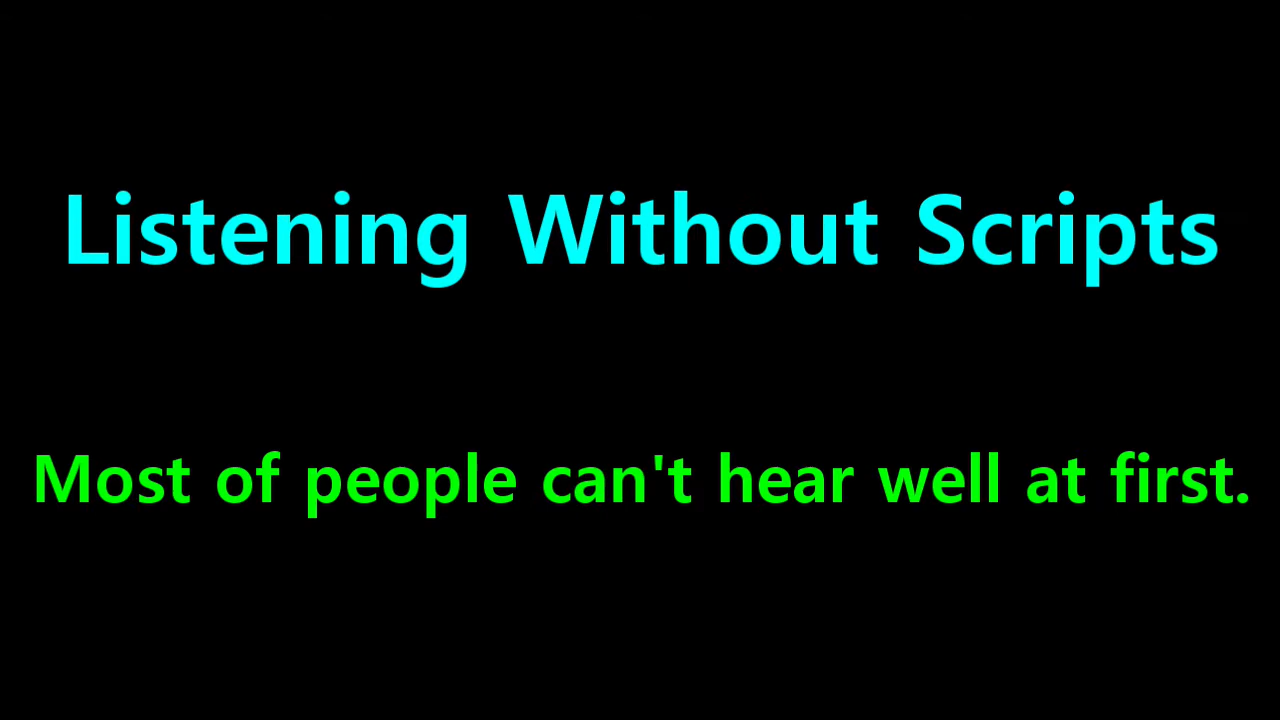 Listening Without Scripts
Most of people can't hear well at first.